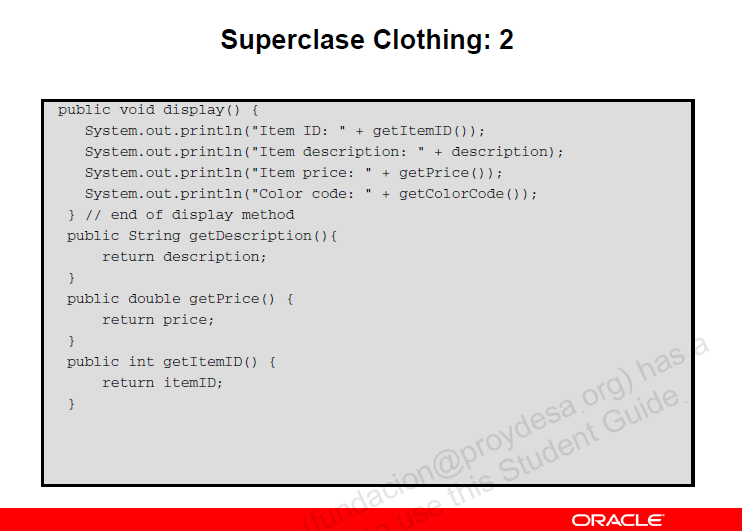 Superclase Clothing: 2
public void display() {
System.out.println("Item ID: " + getItemID());
System.out.println("Item description: " + description);
System.out.println("Item price: " + getPrice());
System.out.println("Color code: " + getColorCode());
} // end of display method
public String getDescription(){
return description;
}
public double getPrice() {
return price;
}
public int getItemID() {
return itemID;
}
(fundacion@proydesa.org) has a
to use this Student Guide.
ORACLE